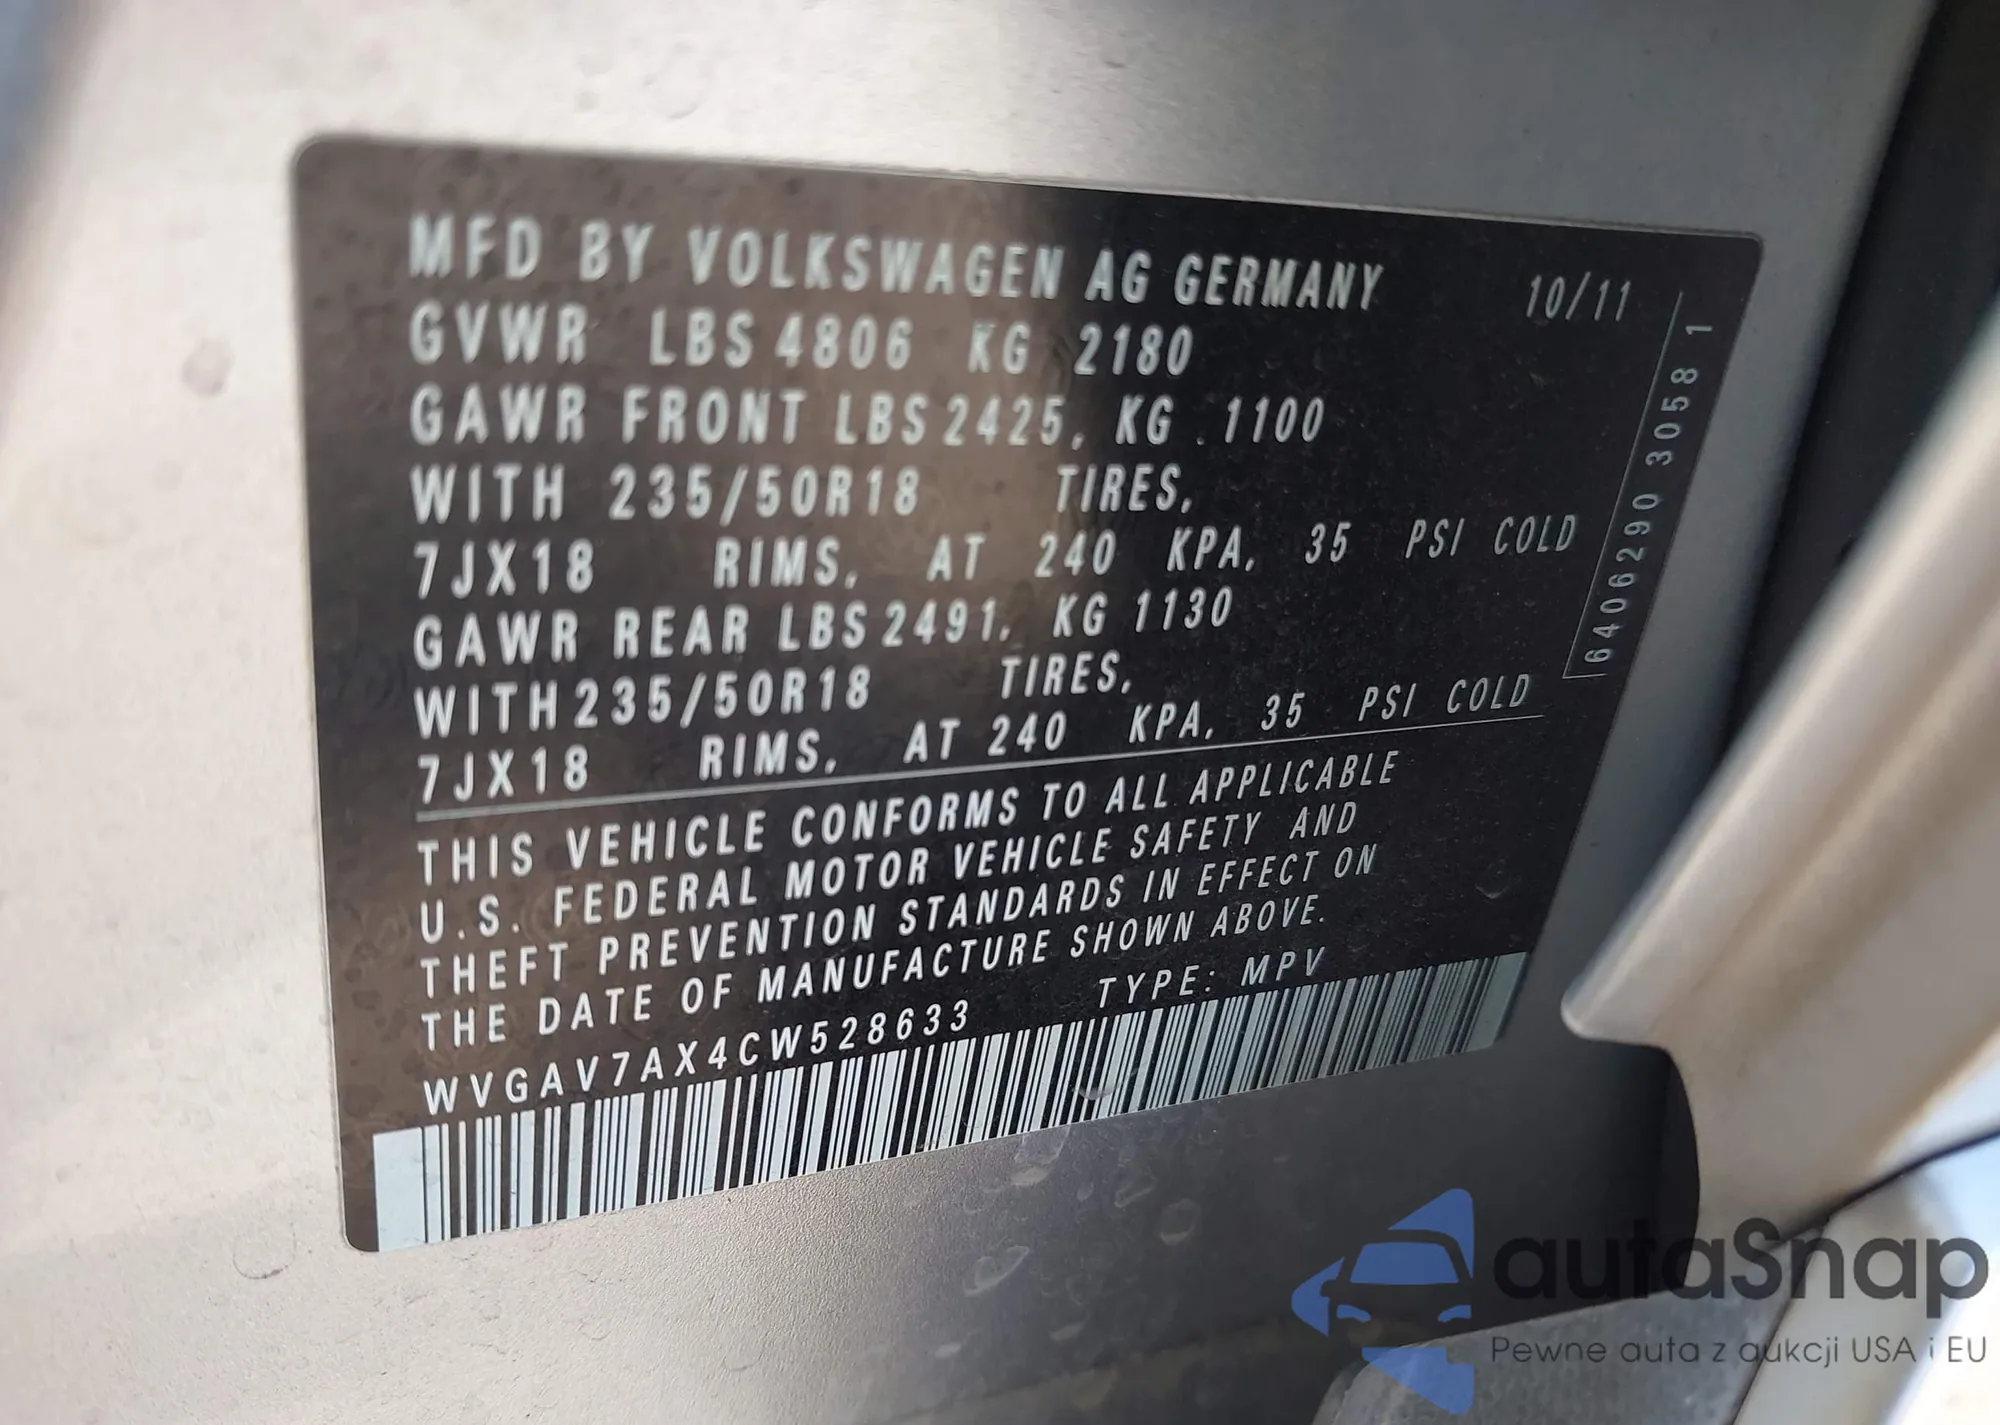 MFD BY VOLKSWAGEN AG GERMANY 10/11
GVWR LBS 4806 KG 2180
GAWR FRONT LBS 2425, KG 1100
WITH 235/50R18 TIRES,
7JX18 RIMS, AT 240 KPA, 35 PSI COLD
GAWR REAR LBS 2491, KG 1130
WITH 235/50R18 TIRES,
7JX18 RIMS, AT 240 KPA, 35 PSI COLD
6406290 3058 1
THIS VEHICLE CONFORMS TO ALL APPLICABLE
U.S. FEDERAL MOTOR VEHICLE SAFETY AND
THEFT PREVENTION STANDARDS IN EFFECT ON
THE DATE OF MANUFACTURE SHOWN ABOVE.
WVGAV7AX4CW528633 TYPE: MPV
autaSnap
Pewne auta z aukcji USA i EU